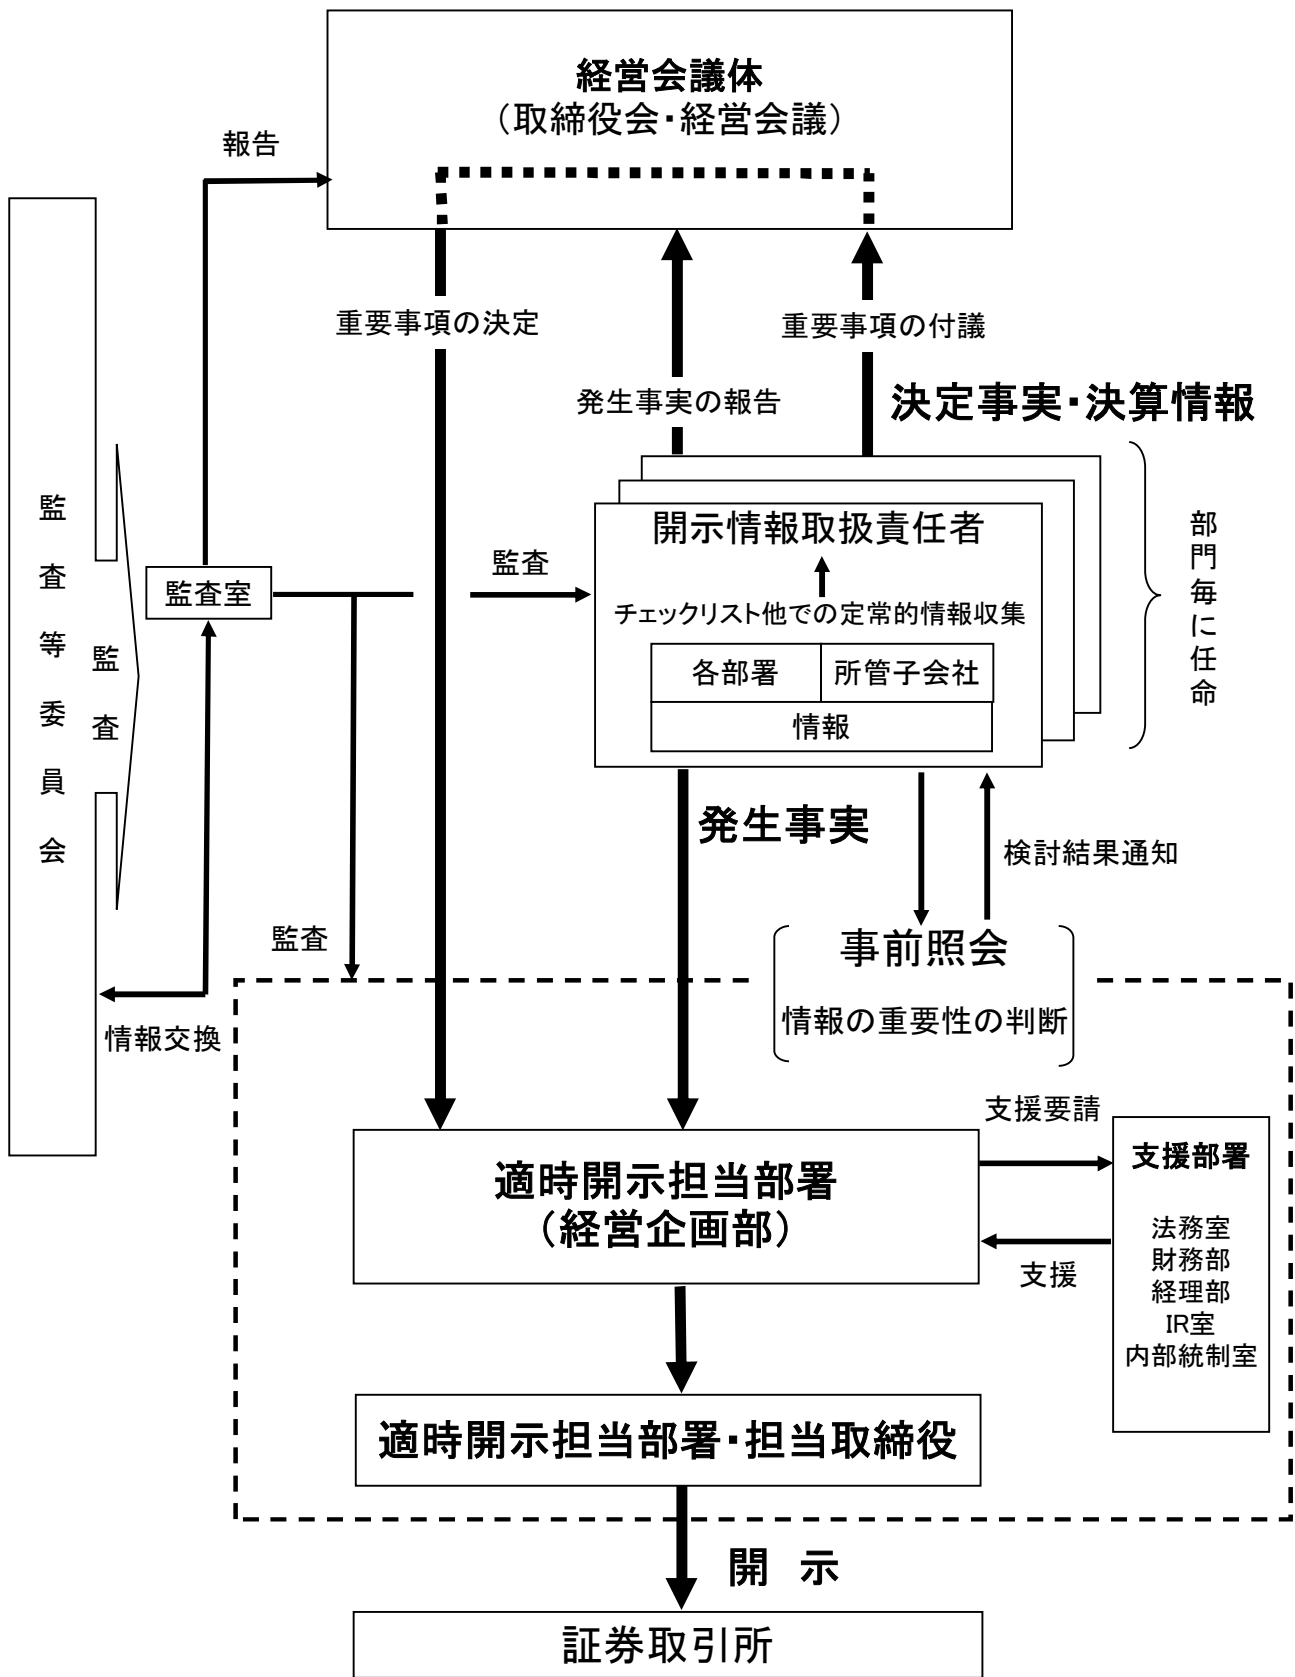 経営会議体
（取締役会・経営会議）
報告
重要事項の決定
重要事項の付議
発生事実の報告
決定事実・決算情報
監査等委員会
監査
監査室
監査
開示情報取扱責任者
チェックリスト他での定常的情報収集
各部署
所管子会社
情報
部門毎に任命
発生事実
検討結果通知
監査
事前照会
情報の重要性の判断
情報交換
支援要請
適時開示担当部署
（経営企画部）
支援
支援部署
法務室
財務部
経理部
IR室
内部統制室
適時開示担当部署・担当取締役
開 示
証券取引所